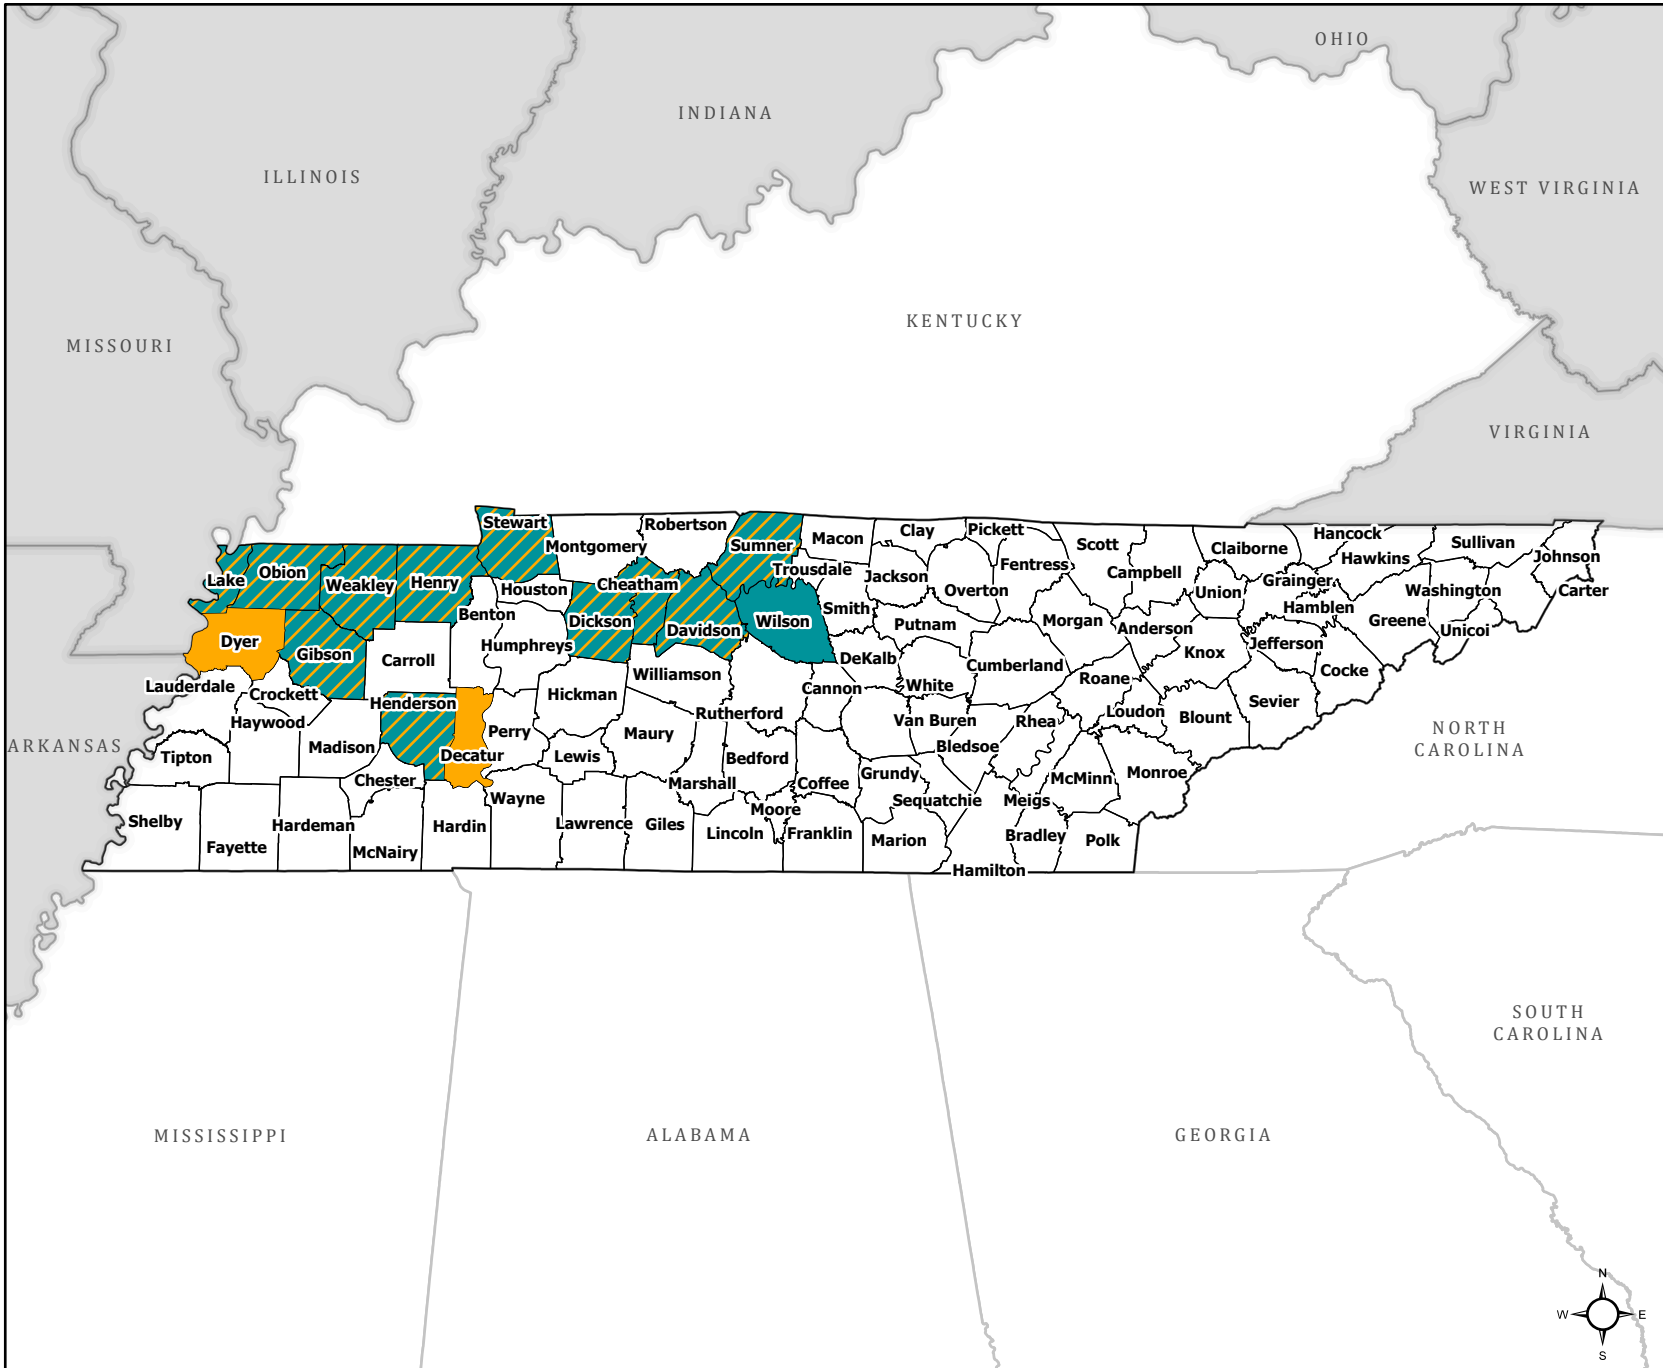 OHIO
INDIANA
ILLINOIS
WEST VIRGINIA
KENTUCKY
MISSOURI
VIRGINIA
Stewart
Robertson
Montgomery
Sumner
Macon
Clay
Pickett
Scott
Claiborne
Hancock
Hawkins
Sullivan
Johnson
Carter
Lake
Obion
Weakley
Henry
Houston
Benton
Cheatham
Trousdale
Jackson
Fentress
Overton
Campbell
Union
Grainger
Hamblen
Washington
Greene
Unicoi
Dyer
Gibson
Carroll
Humphreys
Dickson
Davidson
Wilson
Smith
Putnam
Morgan
Anderson
Knox
Jefferson
Cocke
Lauderdale
Crockett
Henderson
Hickman
Williamson
DeKalb
Cannon
White
Cumberland
Roane
Loudon
Blount
Sevier
Haywood
Madison
Tipton
Decatur
Perry
Lewis
Maury
Rutherford
Bedford
Van Buren
Bledsoe
Rhea
McMinn
Monroe
ARKANSAS
NORTH
CAROLINA
Chester
Shelby
Fayette
Hardeman
McNairy
Hardin
Wayne
Lawrence
Giles
Marshall
Moore
Lincoln
Coffee
Franklin
Grundy
Sequatchie
Marion
Meigs
Bradley
Polk
Hamilton
SOUTH
CAROLINA
MISSISSIPPI
ALABAMA
GEORGIA
N
W
E
S